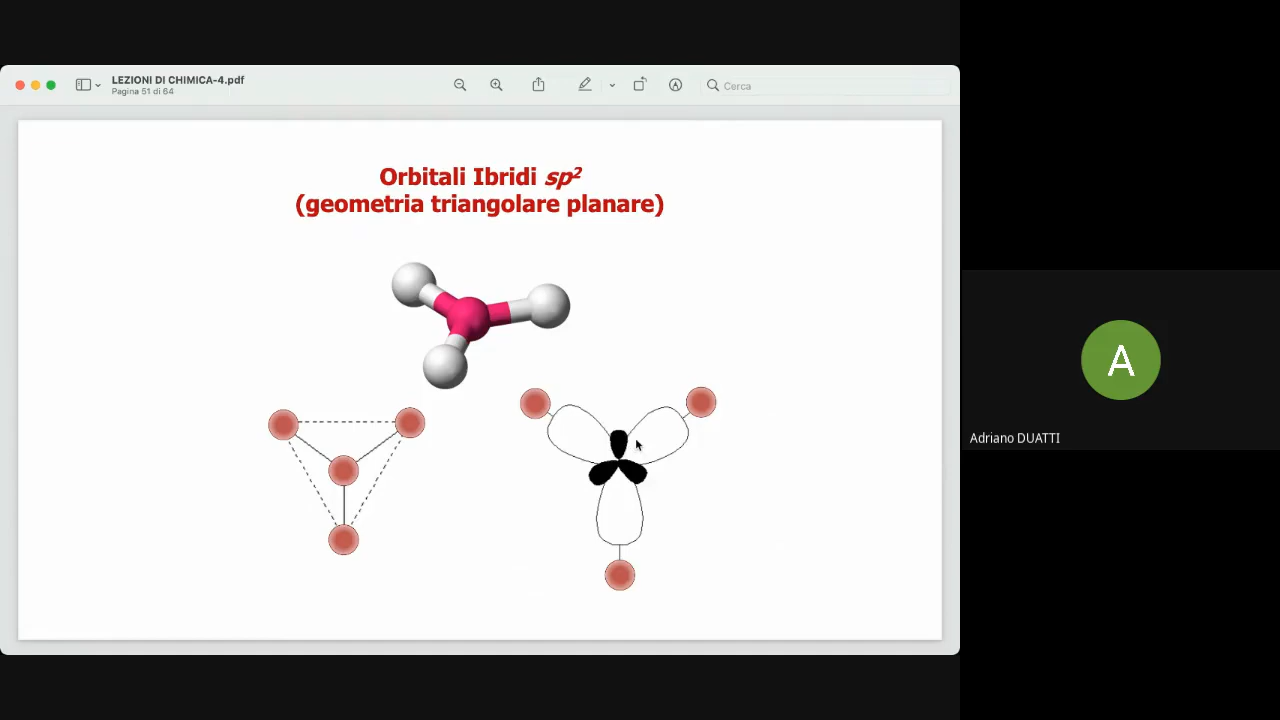 LEZIONI DI CHIMICA-4.pdf
Pagina 51 di 64
Cerca
Orbitali Ibridi sp²
(geometria triangolare planare)
A
Adriano DUATTI